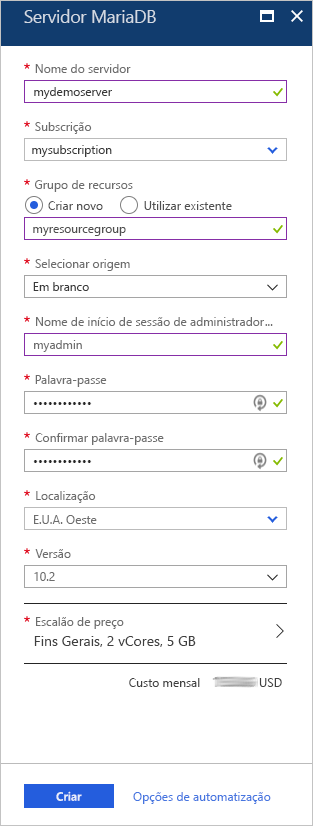 Servidor MariaDB
* Nome do servidor
mydemoserver
* Subscrição
mysubscription
* Grupo de recursos
Criar novo Utilizar existente
myresourcegroup
* Selecionar origem
Em branco
* Nome de início de sessão de administrador...
myadmin
* Palavra-passe
••••••••••••
* Confirmar palavra-passe
••••••••••••
* Localização
E.U.A. Oeste
* Versão
10.2
* Escalão de preço
Fins Gerais, 2 vCores, 5 GB
Custo mensal USD
Criar Opções de automatização